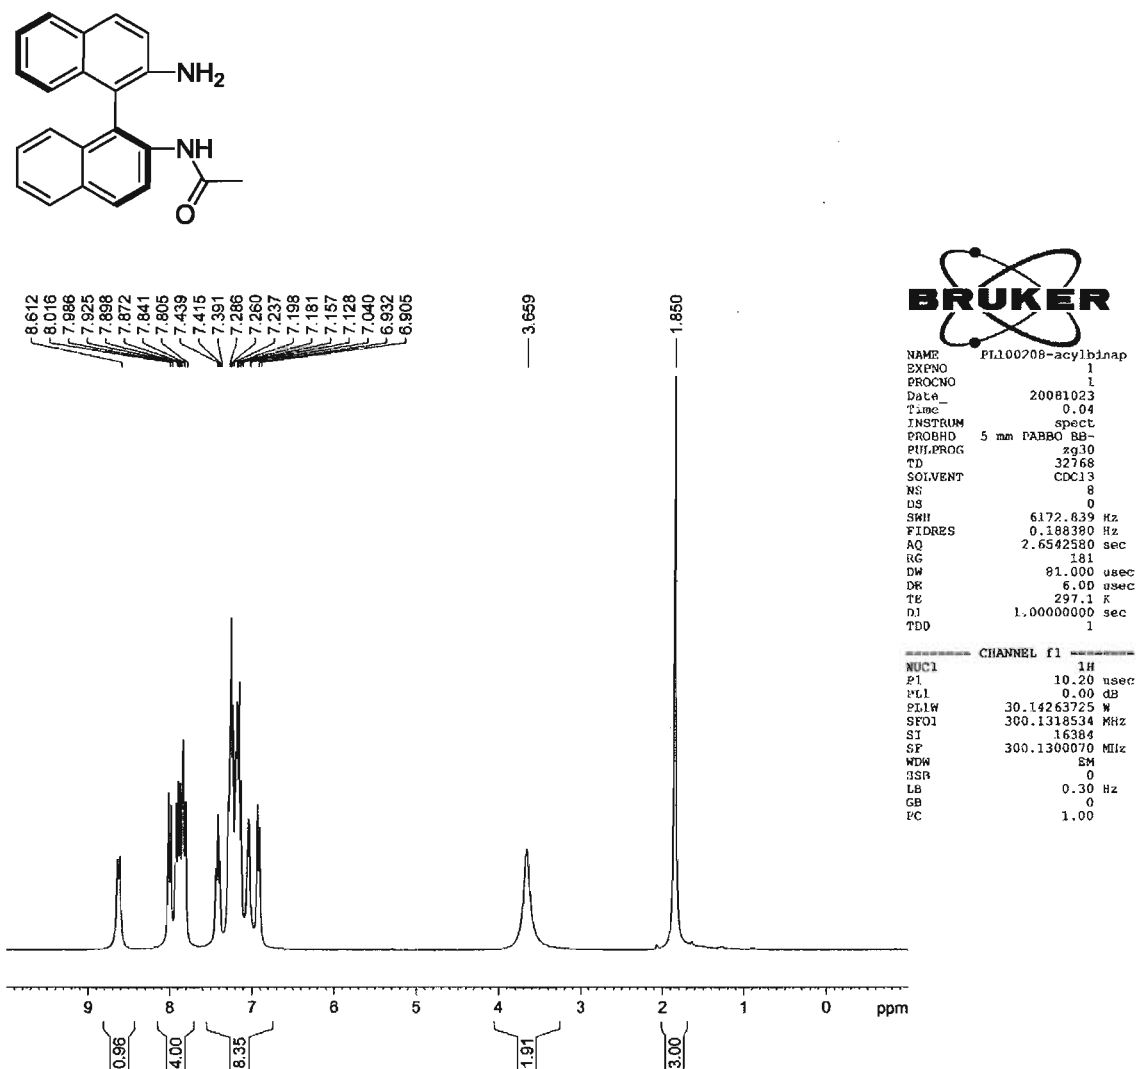 NH2
NH
O
8.612
8.016
7.986
7.925
7.898
7.872
7.841
7.805
7.439
7.415
7.391
7.286
7.260
7.237
7.198
7.181
7.157
7.128
7.040
6.932
6.905
3.659
1.850
BRUKER
NAME PL100208-acylbinap
EXPNO 1
PROCNO 1
Date_ 20081023
Time 0.04
INSTRUM spect
PROBHD 5 mm PABBO BB-
PULPROG zg30
TD 32768
SOLVENT CDCl3
NS 8
DS 0
SWH 6172.839 Hz
FIDRES 0.188380 Hz
AQ 2.6542580 sec
RG 181
DW 81.000 usec
DE 6.00 usec
TE 297.1 K
D1 1.00000000 sec
TD0 1
======== CHANNEL f1 ========
NUC1 1H
P1 10.20 usec
PL1 0.00 dB
PL1W 30.14263725 W
SFO1 300.1318534 MHz
SI 16384
SF 300.1300070 MHz
WDW EM
SSB 0
LB 0.30 Hz
GB 0
PC 1.00
9 8 7 6 5 4 3 2 1 0 ppm
0.96
4.00
8.35
1.91
3.00